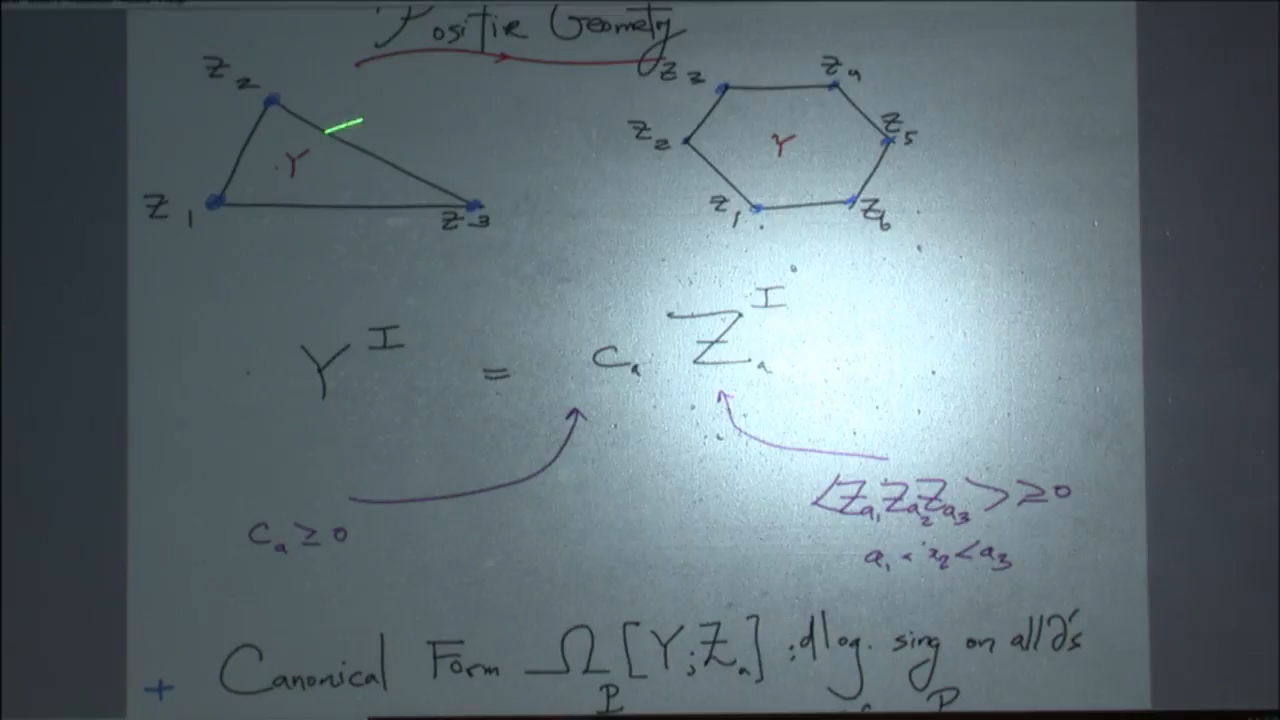 Positive Geometry
Z2
Z3
Z4
Z2
Z5
Y
Y
Z1
Z3
Z1
Z6
Y^I = c_a Z_a^I
c_a ≥ 0
<Z_a1 Z_a2 Z_a3> ≥ 0
a1 < a2 < a3
+ Canonical Form Ω_P [Y; Z_a] : dlog. sing on all ∂'s
P